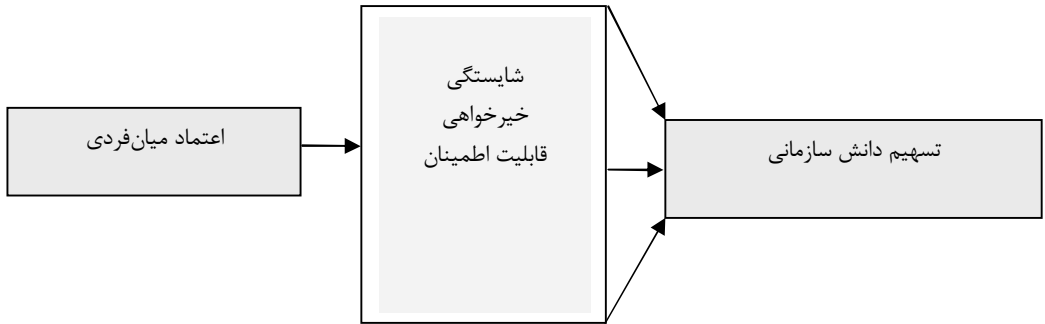 اعتماد میان‌فردی
شایستگی
خیرخواهی
قابلیت اطمینان
تسهیم دانش سازمانی